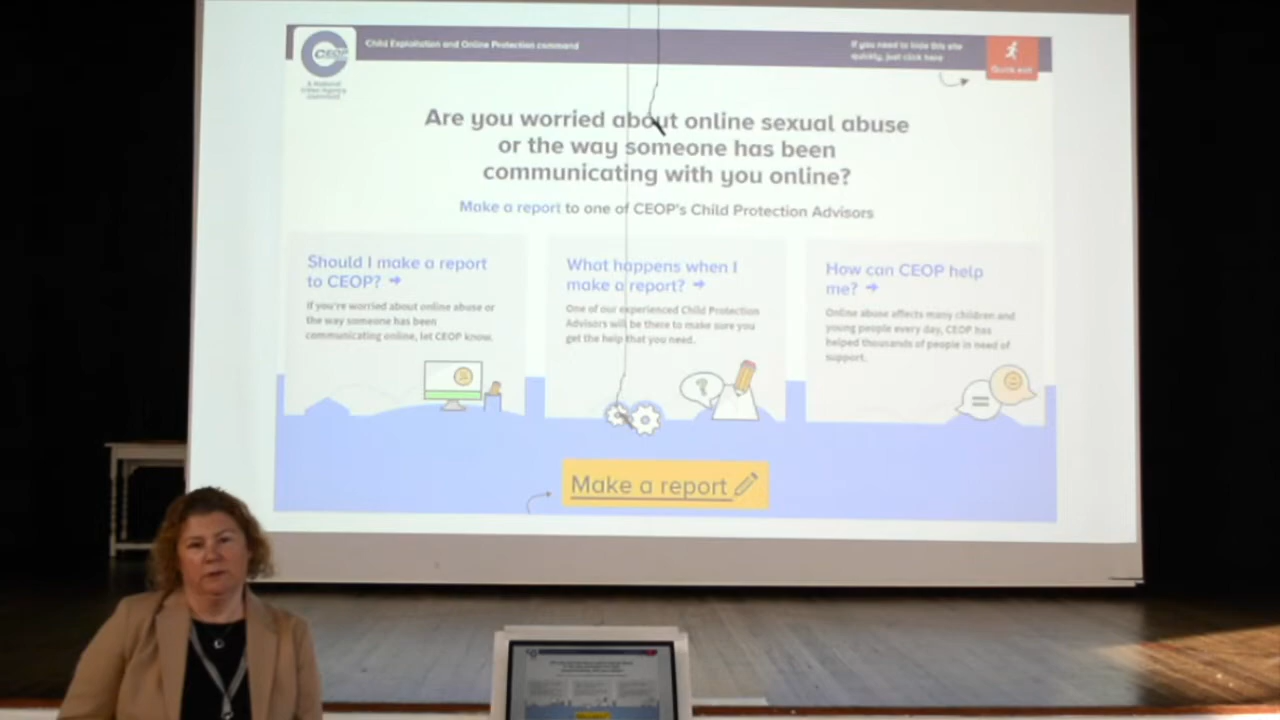 CEOP
A National
Crime Agency
command
Child Exploitation and Online Protection command
If you need to hide this site
quickly, just click here
Quick exit
Are you worried about online sexual abuse
or the way someone has been
communicating with you online?
Make a report to one of CEOP's Child Protection Advisors
Should I make a report
to CEOP?
If you're worried about online abuse or
the way someone has been
communicating online, let CEOP know.
What happens when I
make a report?
One of our experienced Child Protection
Advisors will be there to make sure you
get the help that you need.
How can CEOP help
me?
Online abuse affects many children and
young people every day, CEOP has
helped thousands of people in need of
support.
Make a report